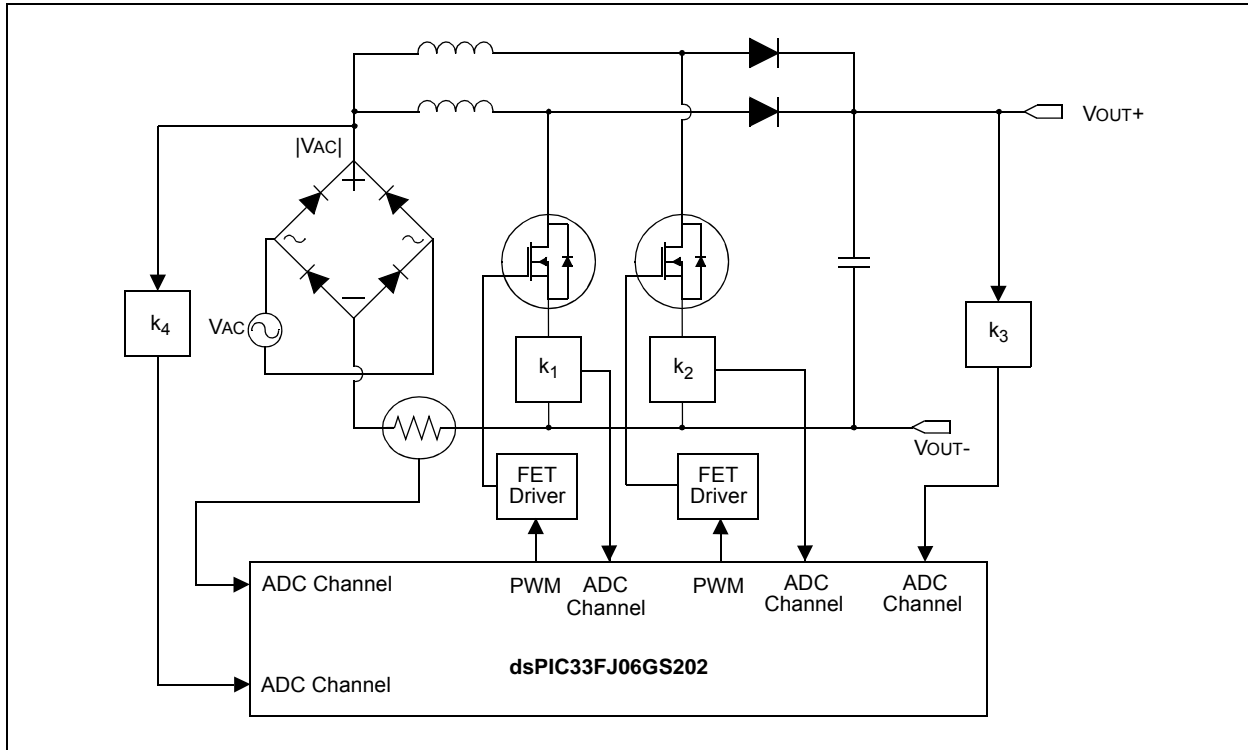 VOUT+
|VAC|
+
~
~
−
k4
VAC
~
k1
k2
k3
VOUT-
FET
Driver
FET
Driver
ADC Channel
PWM
ADC
Channel
PWM
ADC
Channel
ADC
Channel
dsPIC33FJ06GS202
ADC Channel